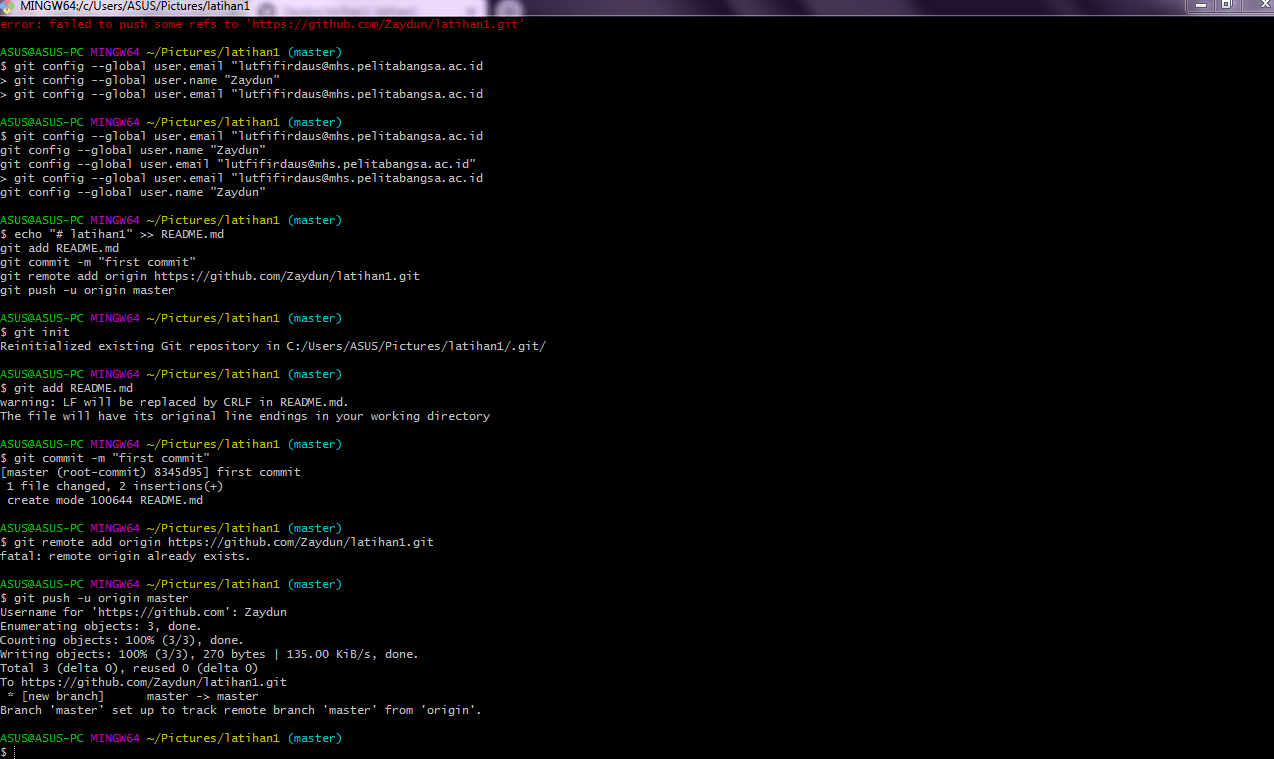 MINGW64:/c/Users/ASUS/Pictures/latihan1
error: failed to push some refs to 'https://github.com/Zaydun/latihan1.git'
ASUS@ASUS-PC MINGW64 ~/Pictures/latihan1 (master)
$ git config --global user.email "lutfifirdaus@mhs.pelitabangsa.ac.id
> git config --global user.name "Zaydun"
> git config --global user.email "lutfifirdaus@mhs.pelitabangsa.ac.id
ASUS@ASUS-PC MINGW64 ~/Pictures/latihan1 (master)
$ git config --global user.email "lutfifirdaus@mhs.pelitabangsa.ac.id
git config --global user.name "Zaydun"
git config --global user.email "lutfifirdaus@mhs.pelitabangsa.ac.id"
> git config --global user.email "lutfifirdaus@mhs.pelitabangsa.ac.id
git config --global user.name "Zaydun"
ASUS@ASUS-PC MINGW64 ~/Pictures/latihan1 (master)
$ echo "# latihan1" >> README.md
git add README.md
git commit -m "first commit"
git remote add origin https://github.com/Zaydun/latihan1.git
git push -u origin master
ASUS@ASUS-PC MINGW64 ~/Pictures/latihan1 (master)
$ git init
Reinitialized existing Git repository in C:/Users/ASUS/Pictures/latihan1/.git/
ASUS@ASUS-PC MINGW64 ~/Pictures/latihan1 (master)
$ git add README.md
warning: LF will be replaced by CRLF in README.md.
The file will have its original line endings in your working directory
ASUS@ASUS-PC MINGW64 ~/Pictures/latihan1 (master)
$ git commit -m "first commit"
[master (root-commit) 8345d95] first commit
 1 file changed, 2 insertions(+)
 create mode 100644 README.md
ASUS@ASUS-PC MINGW64 ~/Pictures/latihan1 (master)
$ git remote add origin https://github.com/Zaydun/latihan1.git
fatal: remote origin already exists.
ASUS@ASUS-PC MINGW64 ~/Pictures/latihan1 (master)
$ git push -u origin master
Username for 'https://github.com': Zaydun
Enumerating objects: 3, done.
Counting objects: 100% (3/3), done.
Writing objects: 100% (3/3), 270 bytes | 135.00 KiB/s, done.
Total 3 (delta 0), reused 0 (delta 0)
To https://github.com/Zaydun/latihan1.git
 * [new branch]      master -> master
Branch 'master' set up to track remote branch 'master' from 'origin'.
ASUS@ASUS-PC MINGW64 ~/Pictures/latihan1 (master)
$